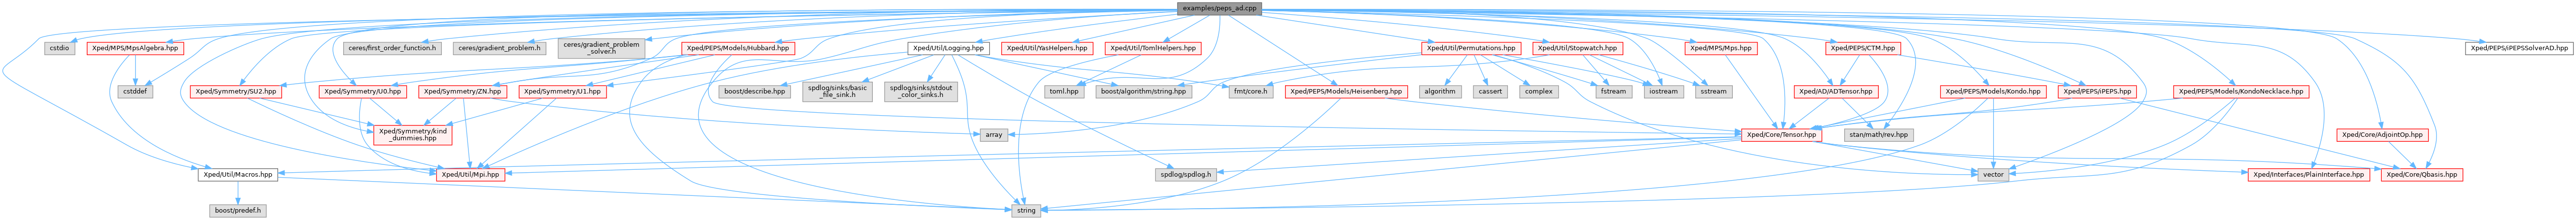 examples/peps_ad.cpp
cstdio
Xped/MPS/MpsAlgebra.hpp
ceres/first_order_function.h
ceres/gradient_problem.h
ceres/gradient_problem
_solver.h
Xped/PEPS/Models/Hubbard.hpp
Xped/Util/Logging.hpp
Xped/Util/YasHelpers.hpp
Xped/Util/TomlHelpers.hpp
Xped/Util/Permutations.hpp
Xped/Util/Stopwatch.hpp
Xped/MPS/Mps.hpp
Xped/PEPS/CTM.hpp
Xped/PEPS/iPEPSSolverAD.hpp
cstddef
Xped/Symmetry/SU2.hpp
Xped/Symmetry/U0.hpp
Xped/Symmetry/ZN.hpp
Xped/Symmetry/U1.hpp
boost/describe.hpp
spdlog/sinks/basic
_file_sink.h
spdlog/sinks/stdout
_color_sinks.h
toml.hpp
boost/algorithm/string.hpp
fmt/core.h
Xped/PEPS/Models/Heisenberg.hpp
algorithm
cassert
complex
fstream
iostream
sstream
Xped/AD/ADTensor.hpp
Xped/PEPS/Models/Kondo.hpp
Xped/PEPS/iPEPS.hpp
Xped/PEPS/Models/KondoNecklace.hpp
Xped/Symmetry/kind
_dummies.hpp
array
Xped/Core/Tensor.hpp
stan/math/rev.hpp
Xped/Core/AdjointOp.hpp
Xped/Util/Macros.hpp
Xped/Util/Mpi.hpp
spdlog/spdlog.h
vector
Xped/Interfaces/PlainInterface.hpp
Xped/Core/Qbasis.hpp
boost/predef.h
string